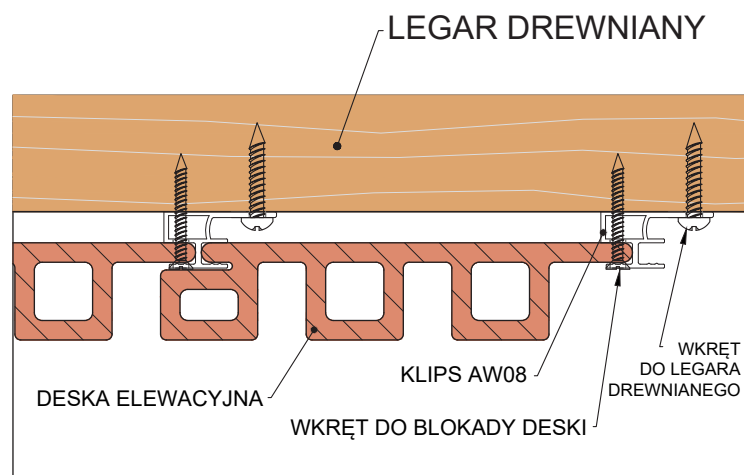 LEGAR DREWNIANY
DESKA ELEWACYJNA
KLIPS AW08
WKRĘT DO BLOKADY DESKI
WKRĘT
DO LEGARA
DREWNIANEGO